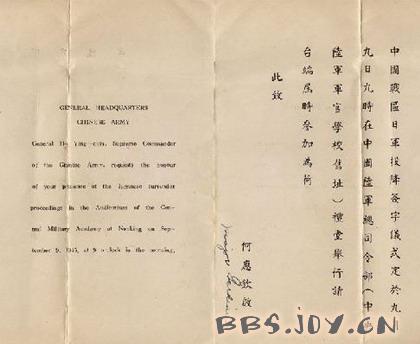 GENERAL HEADQUARTERS
CHINESE ARMY
General Ho Ying-chin, Supreme Commander
of the Chinese Army, requests the honour
of your presence at the Japanese surrender
proceedings in the Auditorium of the Cen-
tral Military Academy at Nanking on Sep-
tember 9, 1945, at 9 o'clock in the morning.
中國戰區日軍投降簽字儀式定於九月
九日九時在中國陸軍總司令部(中央
陸軍軍官學校舊址)禮堂舉行請
台端屆時參加為荷
此致
何應欽啟
Major
BBS.JOY.CN